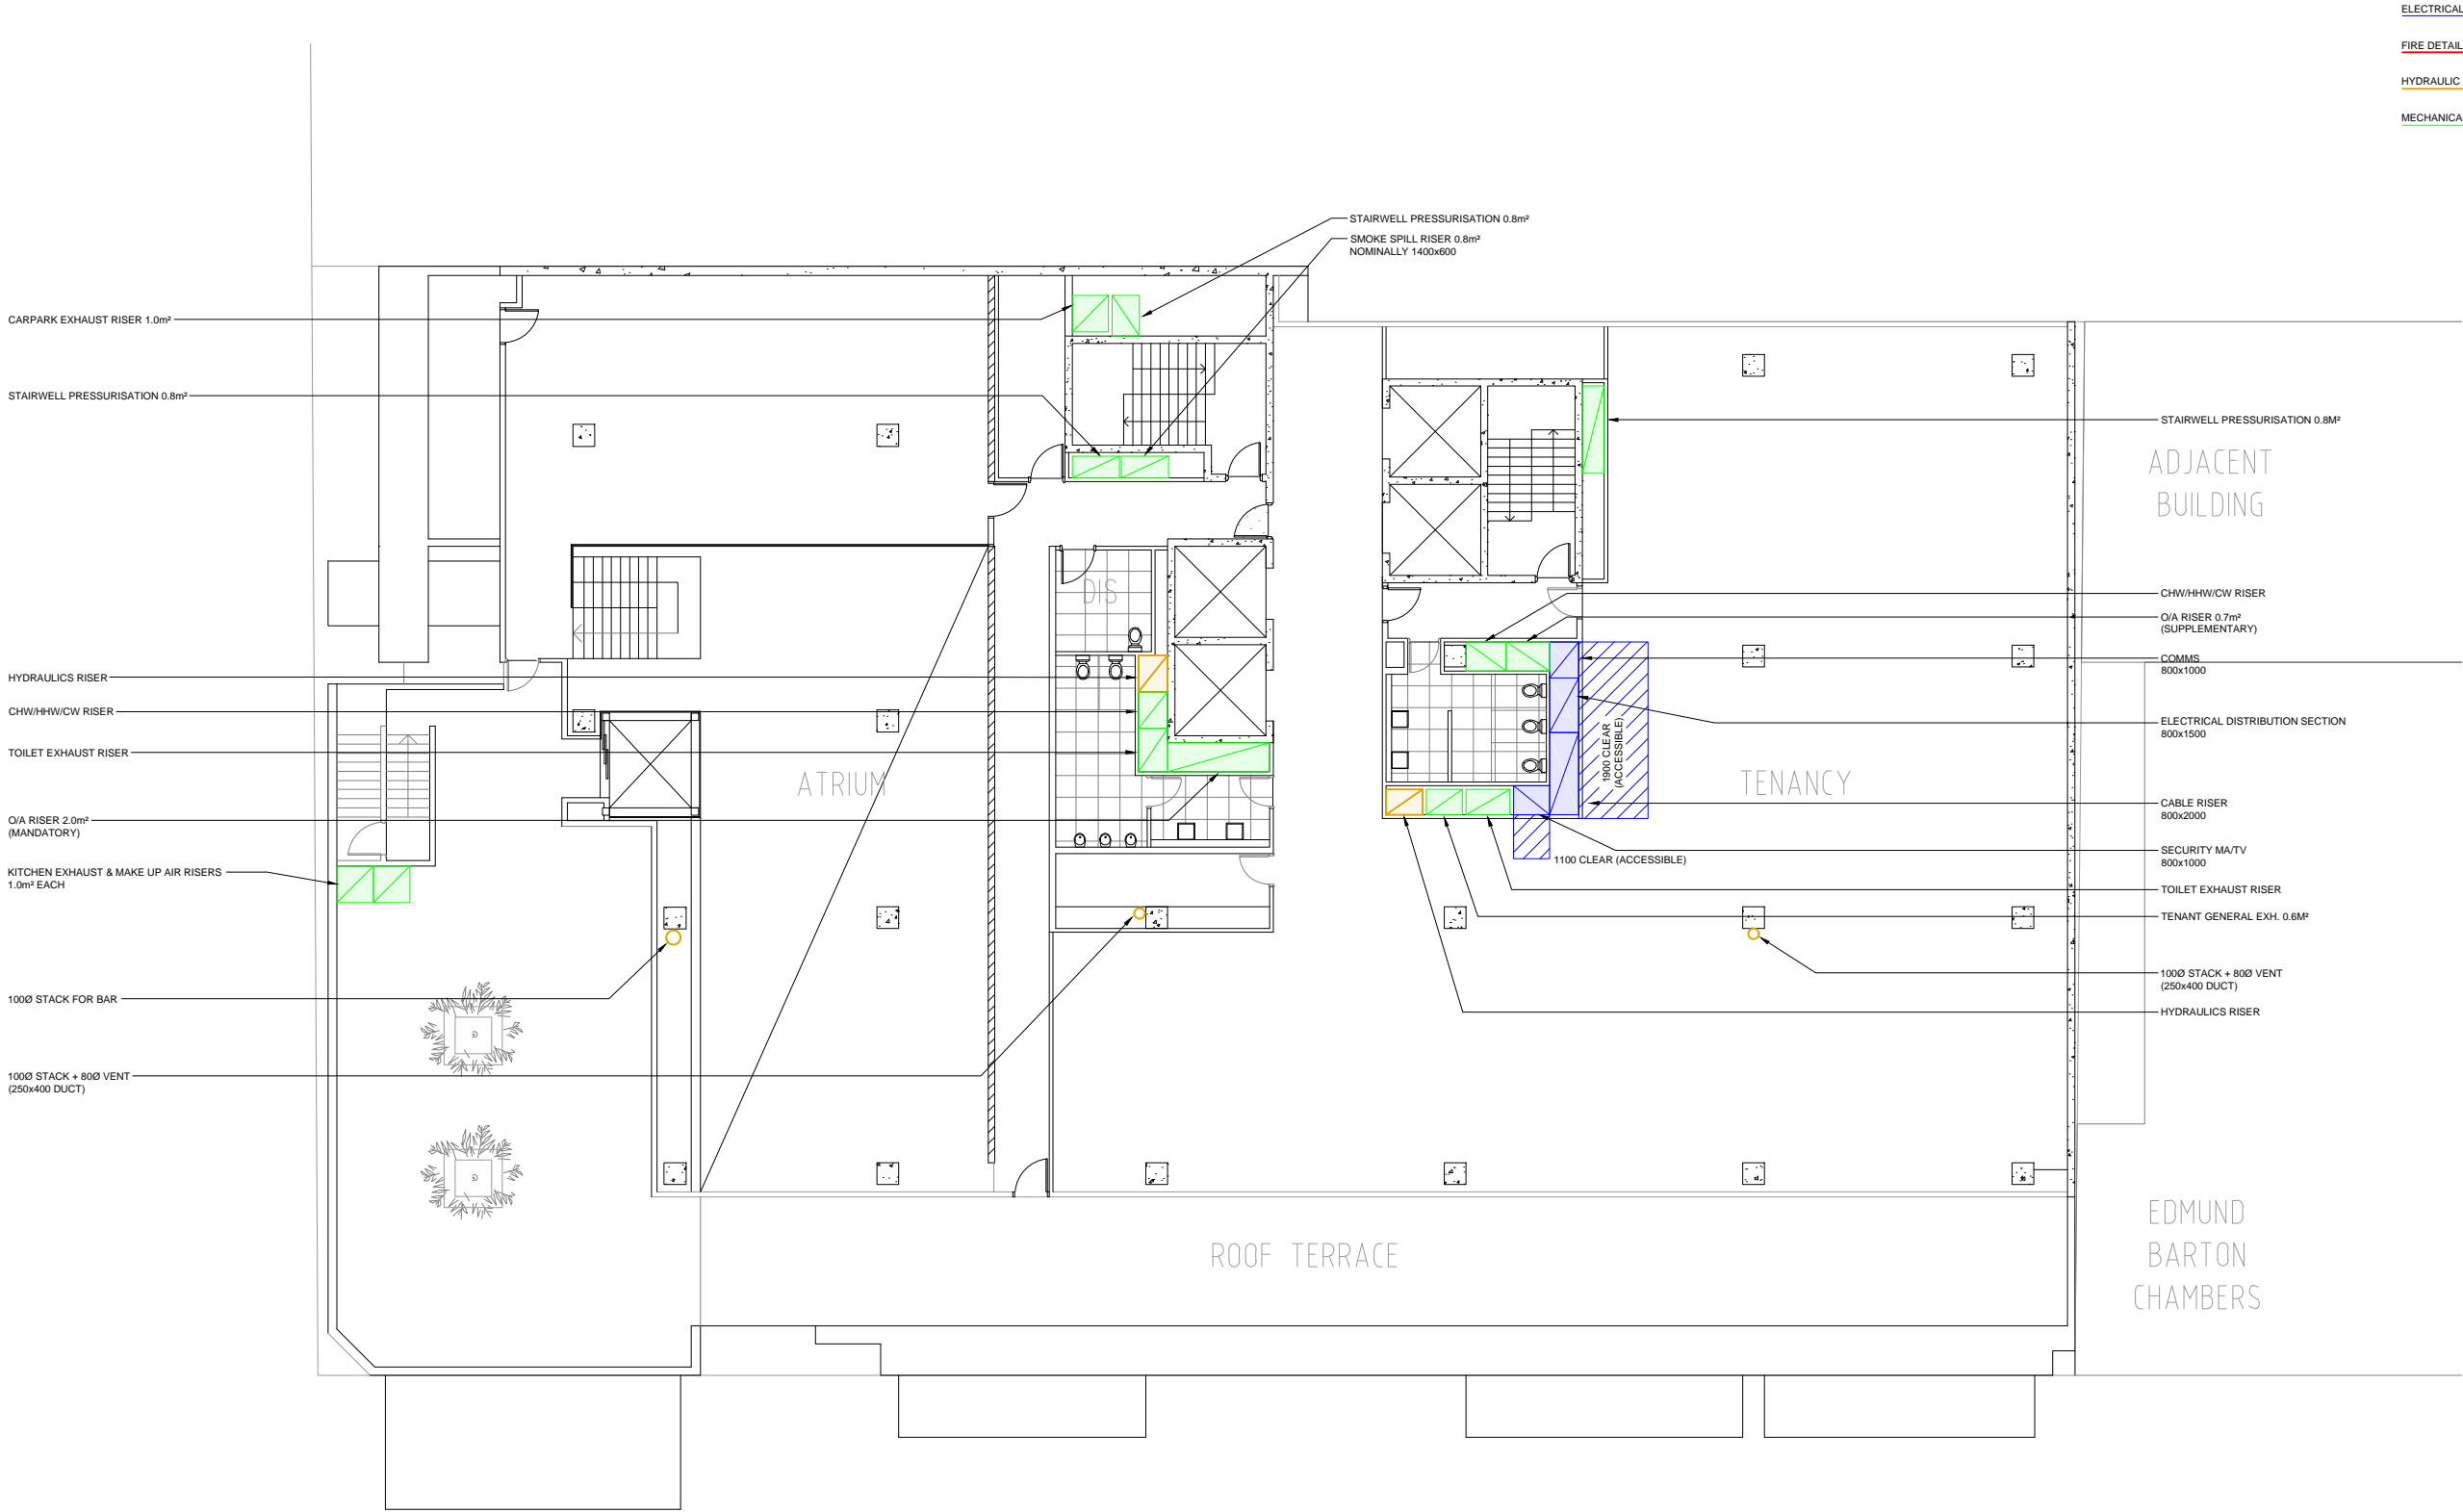 ELECTRICAL
FIRE DETAIL
HYDRAULIC
MECHANICA
STAIRWELL PRESSURISATION 0.8m²
SMOKE SPILL RISER 0.8m²
NOMINALLY 1400x600
CARPARK EXHAUST RISER 1.0m²
STAIRWELL PRESSURISATION 0.8m²
STAIRWELL PRESSURISATION 0.8M²
ADJACENT
BUILDING
DIS
CHW/HHW/CW RISER
O/A RISER 0.7m²
(SUPPLEMENTARY)
COMMS
800x1000
HYDRAULICS RISER
CHW/HHW/CW RISER
ELECTRICAL DISTRIBUTION SECTION
800x1500
TOILET EXHAUST RISER
1900 CLEAR
(ACCESSIBLE)
ATRIUM
TENANCY
CABLE RISER
800x2000
O/A RISER 2.0m²
(MANDATORY)
SECURITY MA/TV
800x1000
1100 CLEAR (ACCESSIBLE)
KITCHEN EXHAUST & MAKE UP AIR RISERS
1.0m² EACH
TOILET EXHAUST RISER
TENANT GENERAL EXH. 0.6M²
100Ø STACK + 80Ø VENT
(250x400 DUCT)
100Ø STACK FOR BAR
HYDRAULICS RISER
100Ø STACK + 80Ø VENT
(250x400 DUCT)
ROOF TERRACE
EDMUND
BARTON
CHAMBERS